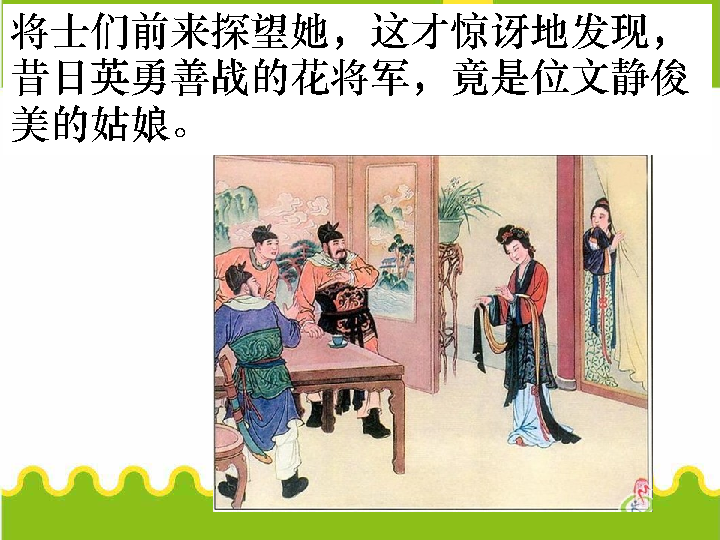 将士们前来探望她，这才惊讶地发现，
昔日英勇善战的花将军，竟是位文静俊
美的姑娘。